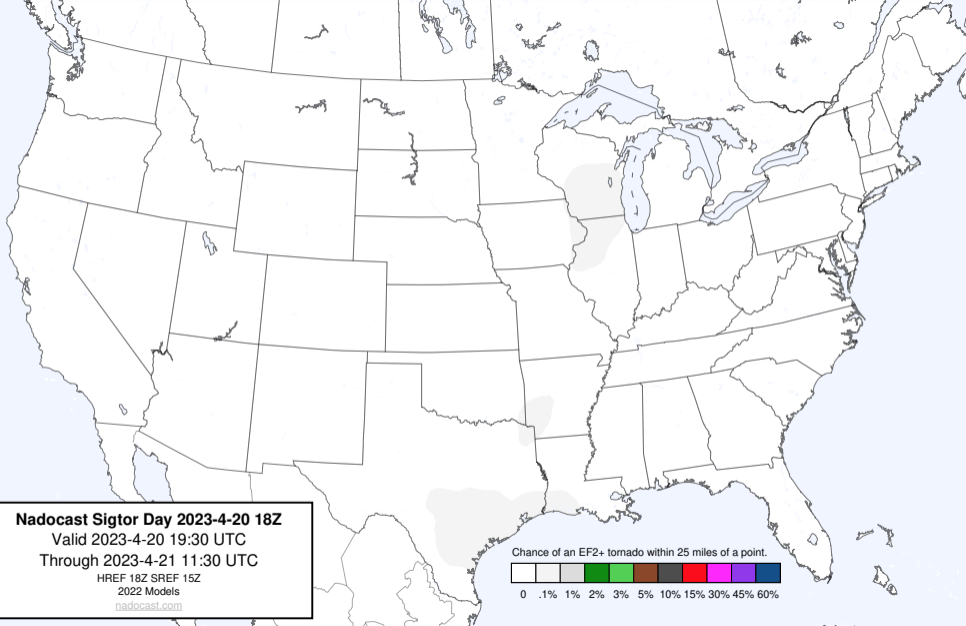 Nadocast Sigtor Day 2023-4-20 18Z
Valid 2023-4-20 19:30 UTC
Through 2023-4-21 11:30 UTC
HREF 18Z SREF 15Z
2022 Models
nadocast.com
Chance of an EF2+ tornado within 25 miles of a point.
0 .1% 1% 2% 3% 5% 10% 15% 30% 45% 60%